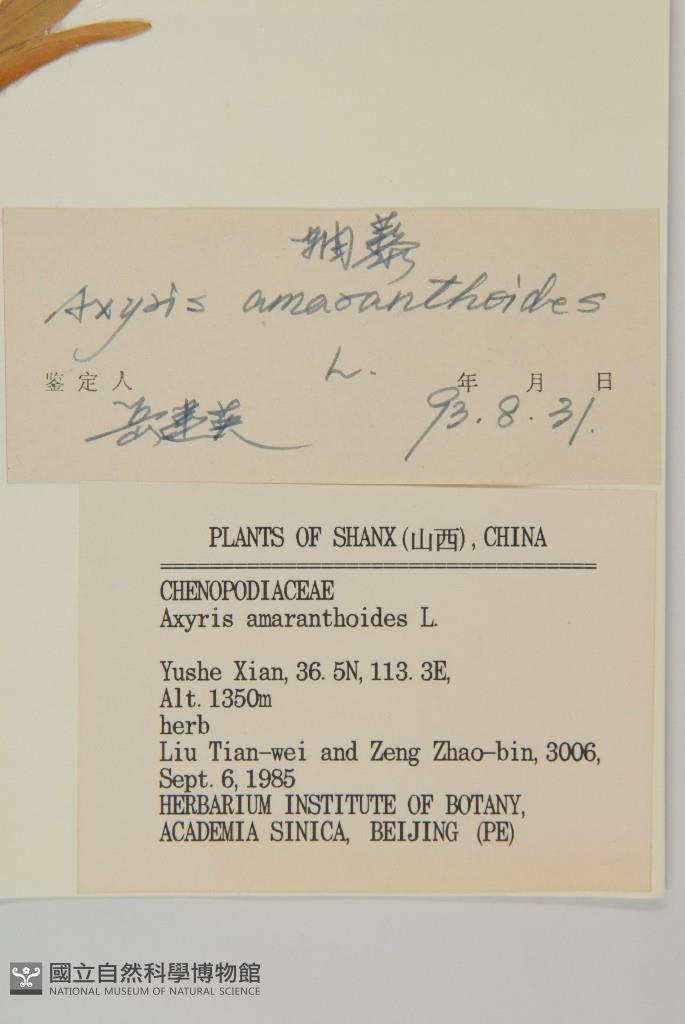 轴藜
Axyris amaranthoides
L.
鉴定人 年 月 日
岳建英 93.8.31.
PLANTS OF SHANX(山西), CHINA
CHENOPODIACEAE
Axyris amaranthoides L.
Yushe Xian, 36.5N, 113.3E,
Alt. 1350m
herb
Liu Tian-wei and Zeng Zhao-bin, 3006,
Sept. 6, 1985
HERBARIUM INSTITUTE OF BOTANY,
ACADEMIA SINICA, BEIJING (PE)
國立自然科學博物館
NATIONAL MUSEUM OF NATURAL SCIENCE